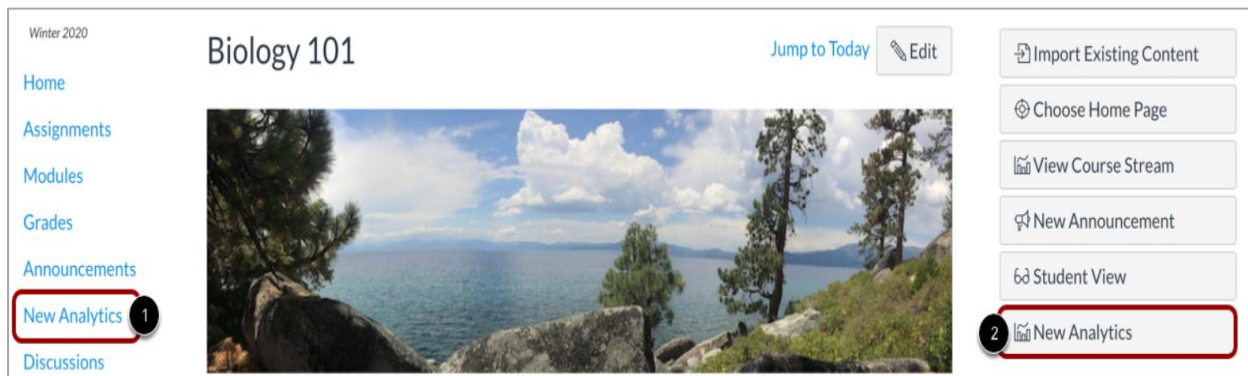 Winter 2020
Home
Assignments
Modules
Grades
Announcements
New Analytics 1
Discussions
Biology 101
Jump to Today Edit
Import Existing Content
Choose Home Page
View Course Stream
New Announcement
Student View
2 New Analytics